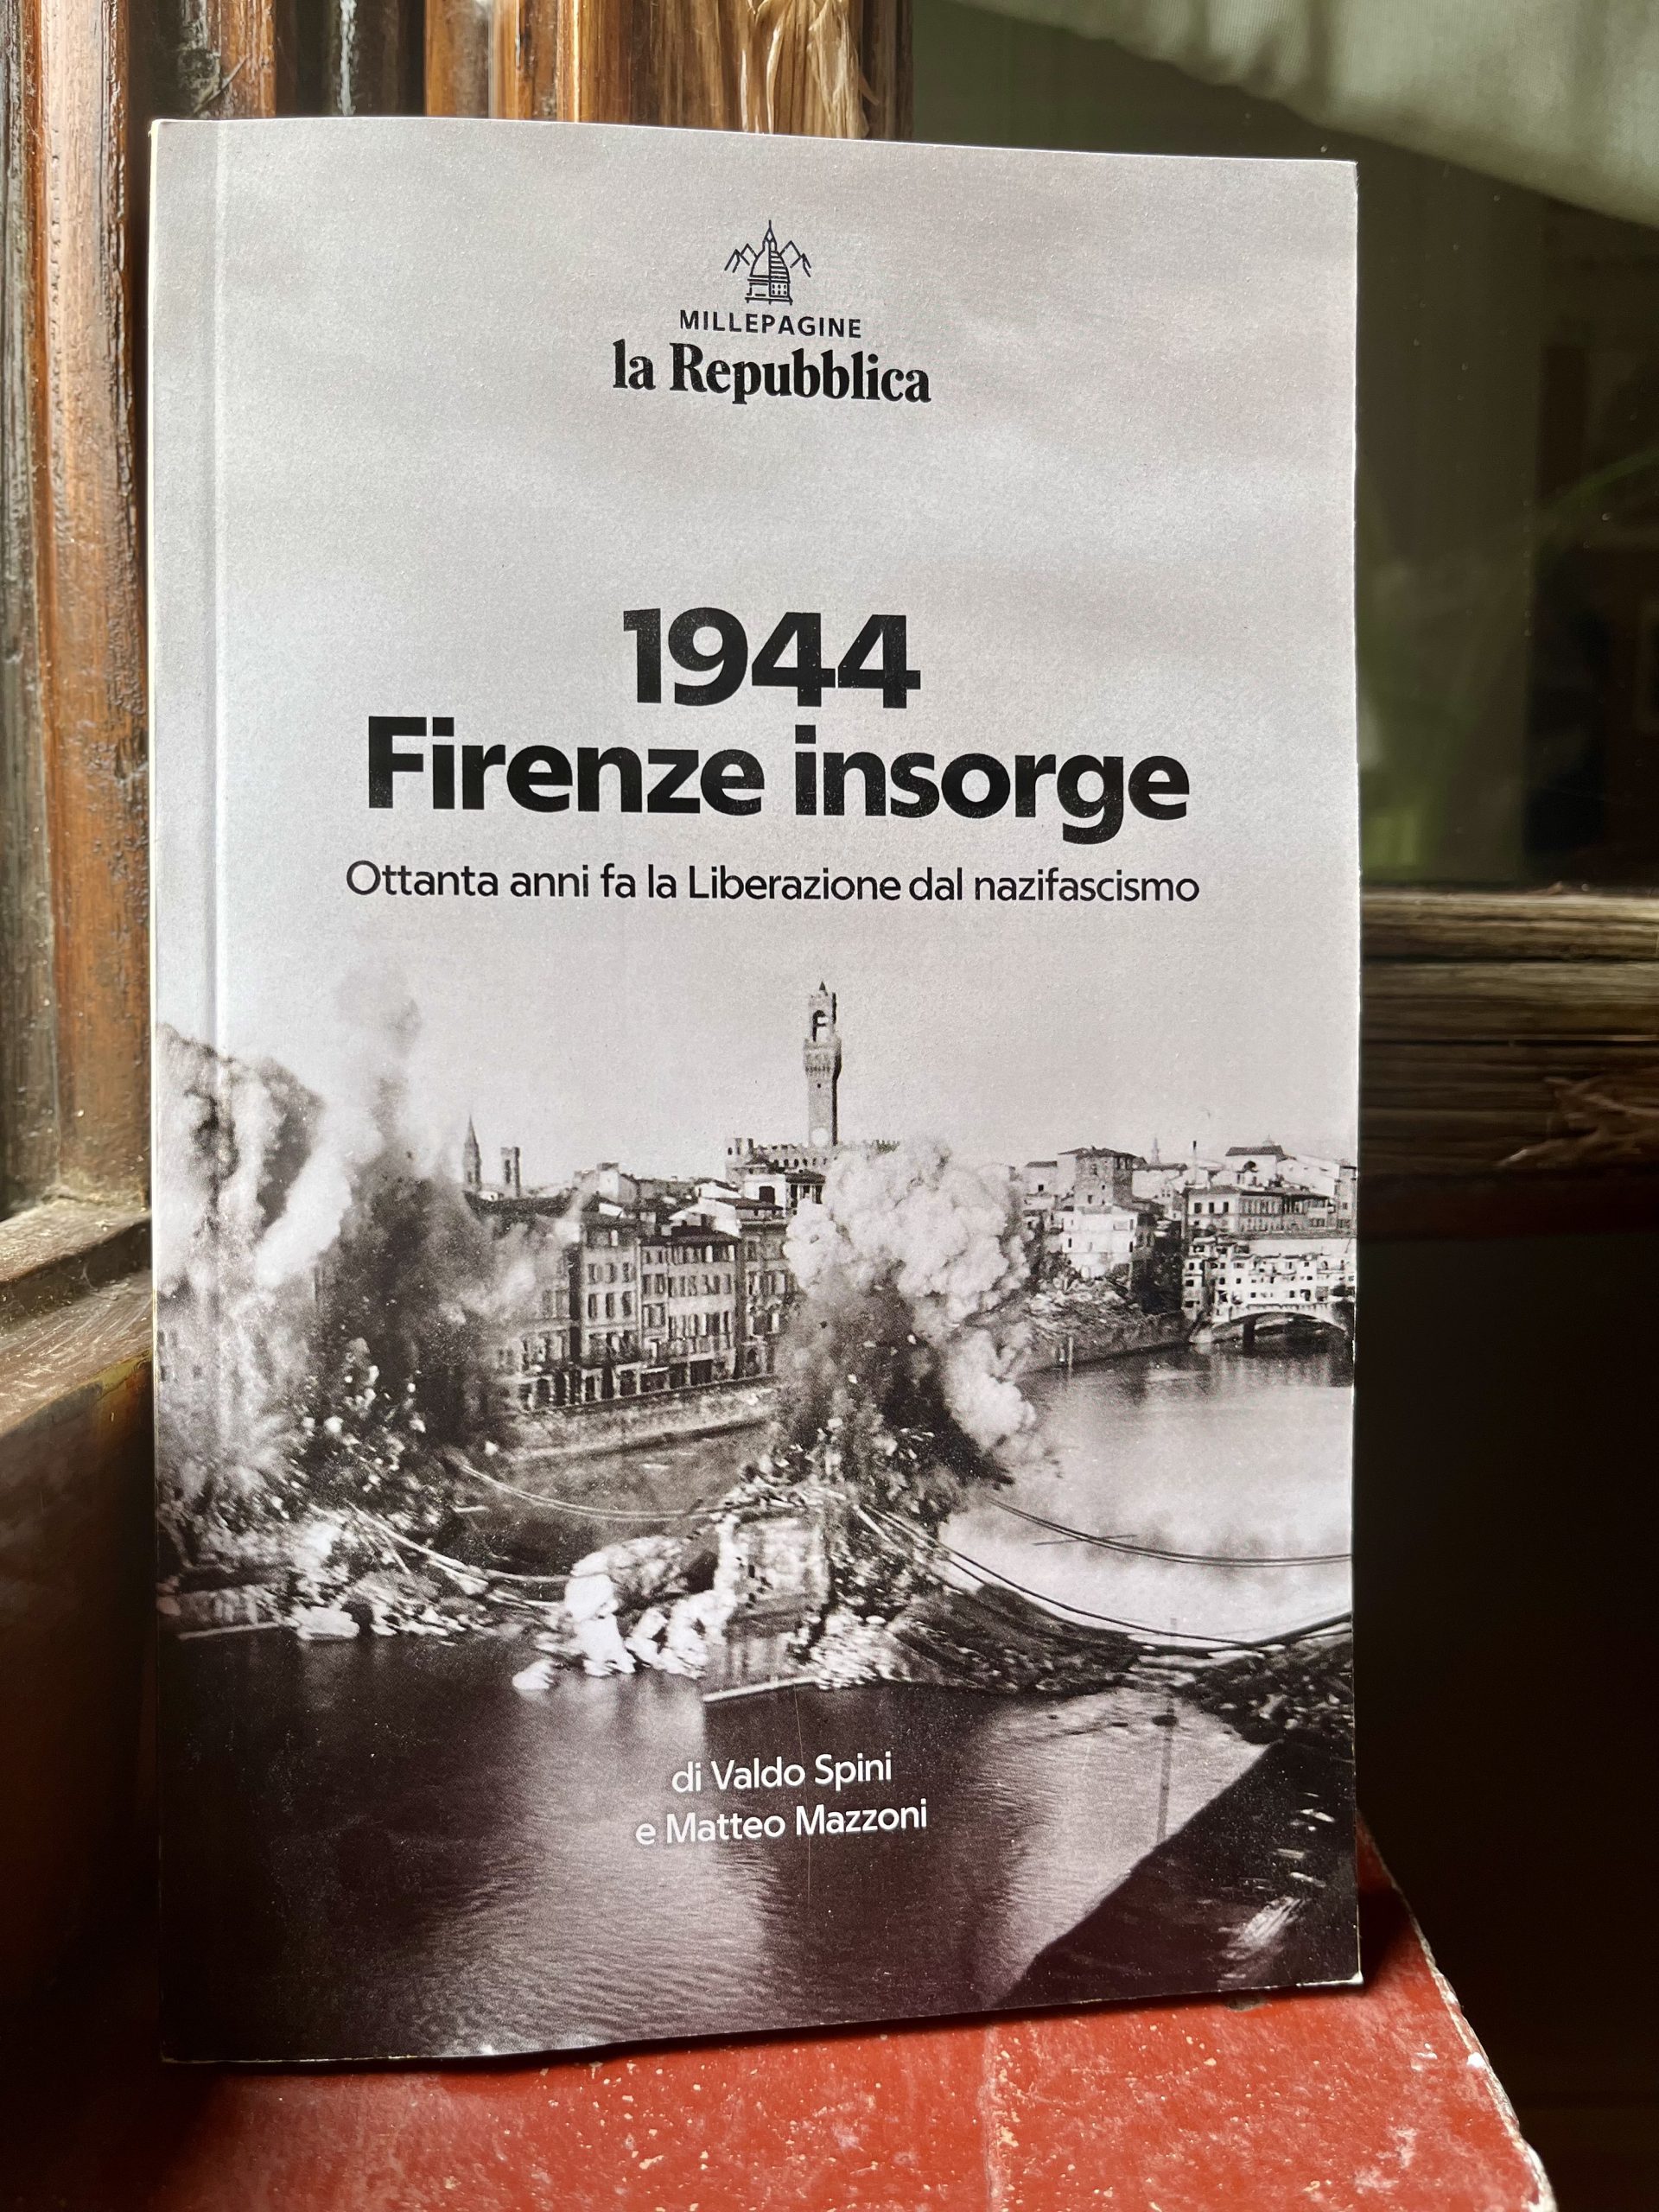 MILLEPAGINE
la Repubblica
1944
Firenze insorge
Ottanta anni fa la Liberazione dal nazifascismo
di Valdo Spini
e Matteo Mazzoni